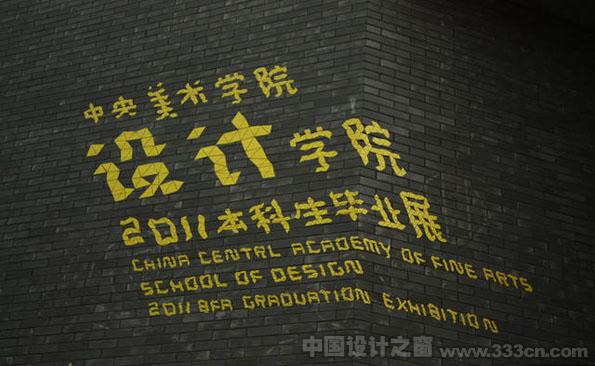 中央美术学院
设计学院
2011本科生毕业展
CHINA CENTRL ACADEMY OF FINE ARTS
SCHOOL OF DESIGN
2011 BFA GRADUATION EXHIBITION
中国设计之窗 www.333cn.com